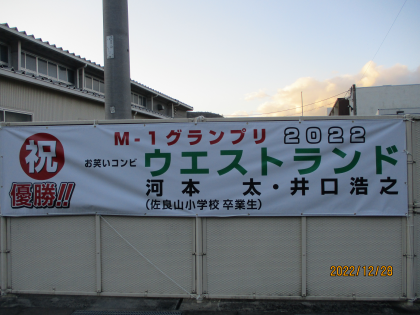 祝
優勝!!
M-1グランプリ 2022
お笑いコンビ ウエストランド
河本 太・井口浩之
(佐良山小学校 卒業生)
2022/12/28